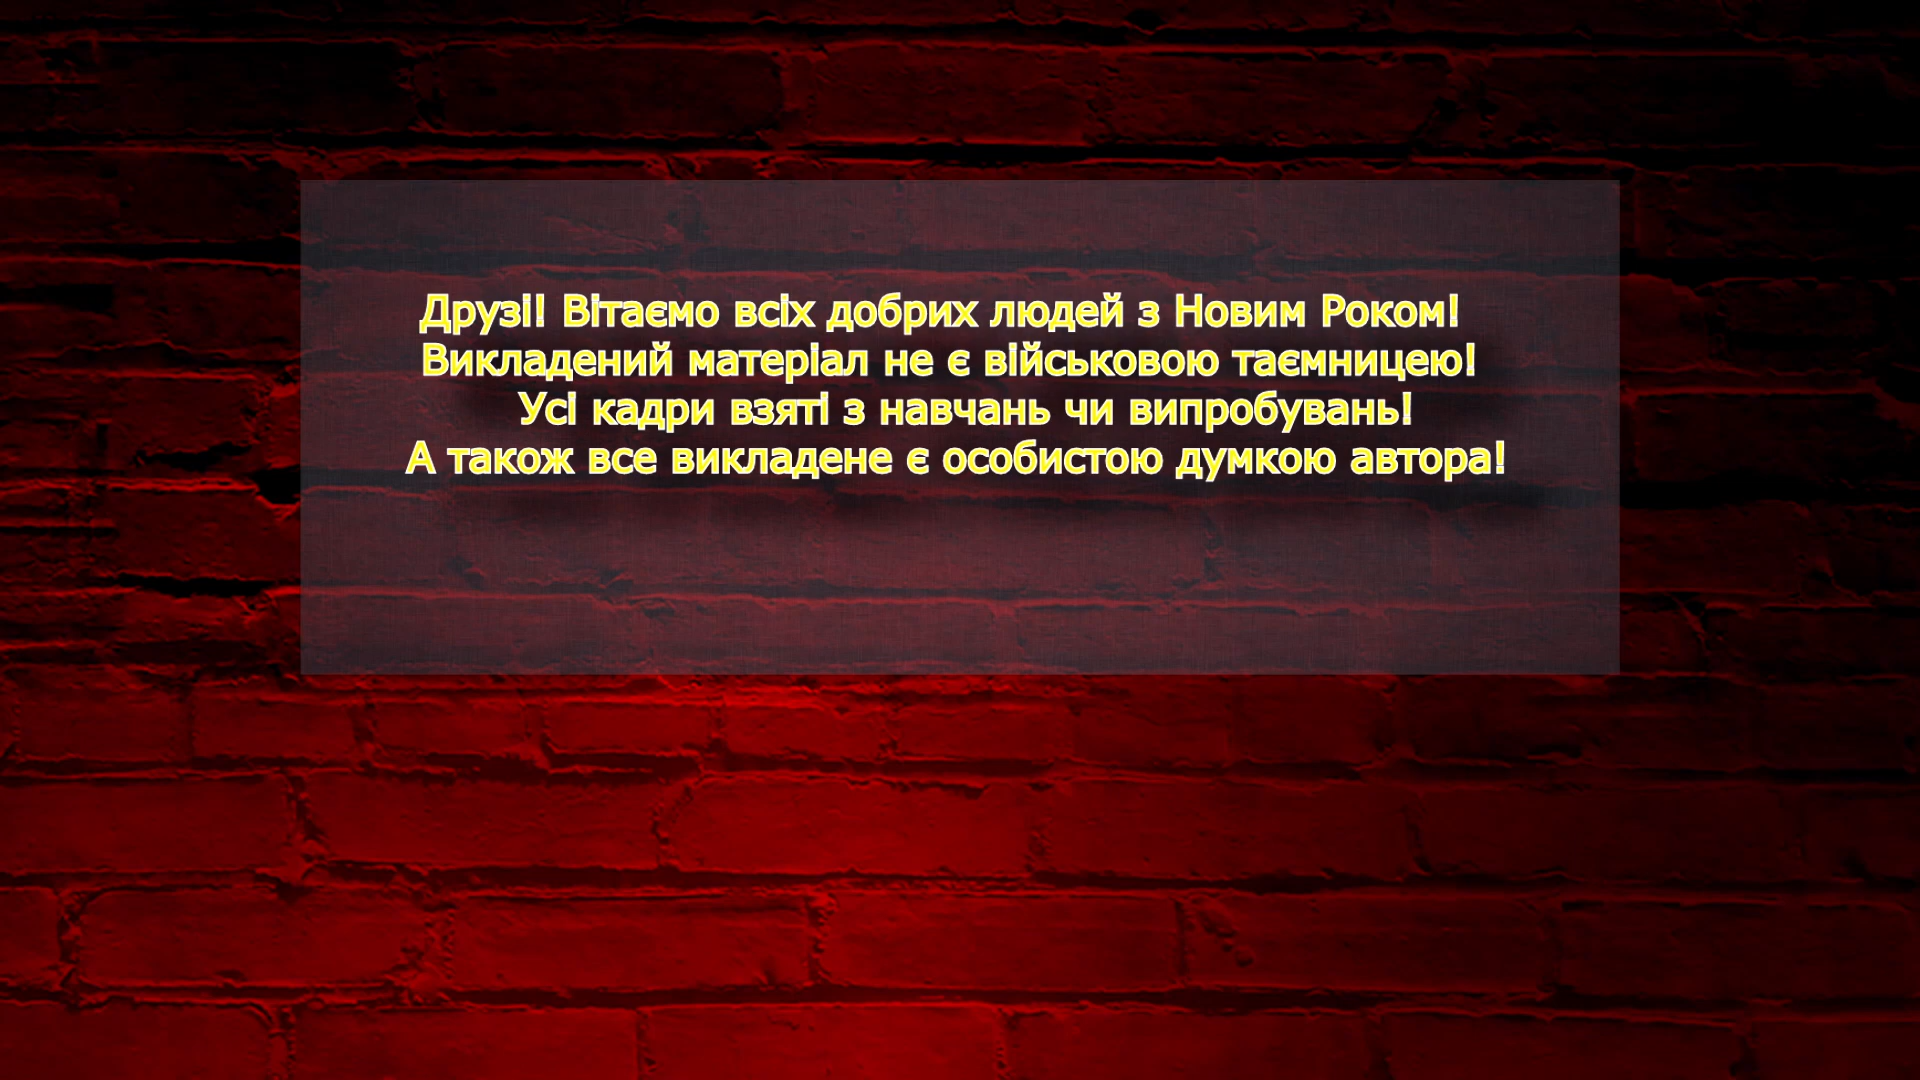 Друзі! Вітаємо всіх добрих людей з Новим Роком!
Викладений матеріал не є військовою таємницею!
Усі кадри взяті з навчань чи випробувань!
А також все викладене є особистою думкою автора!